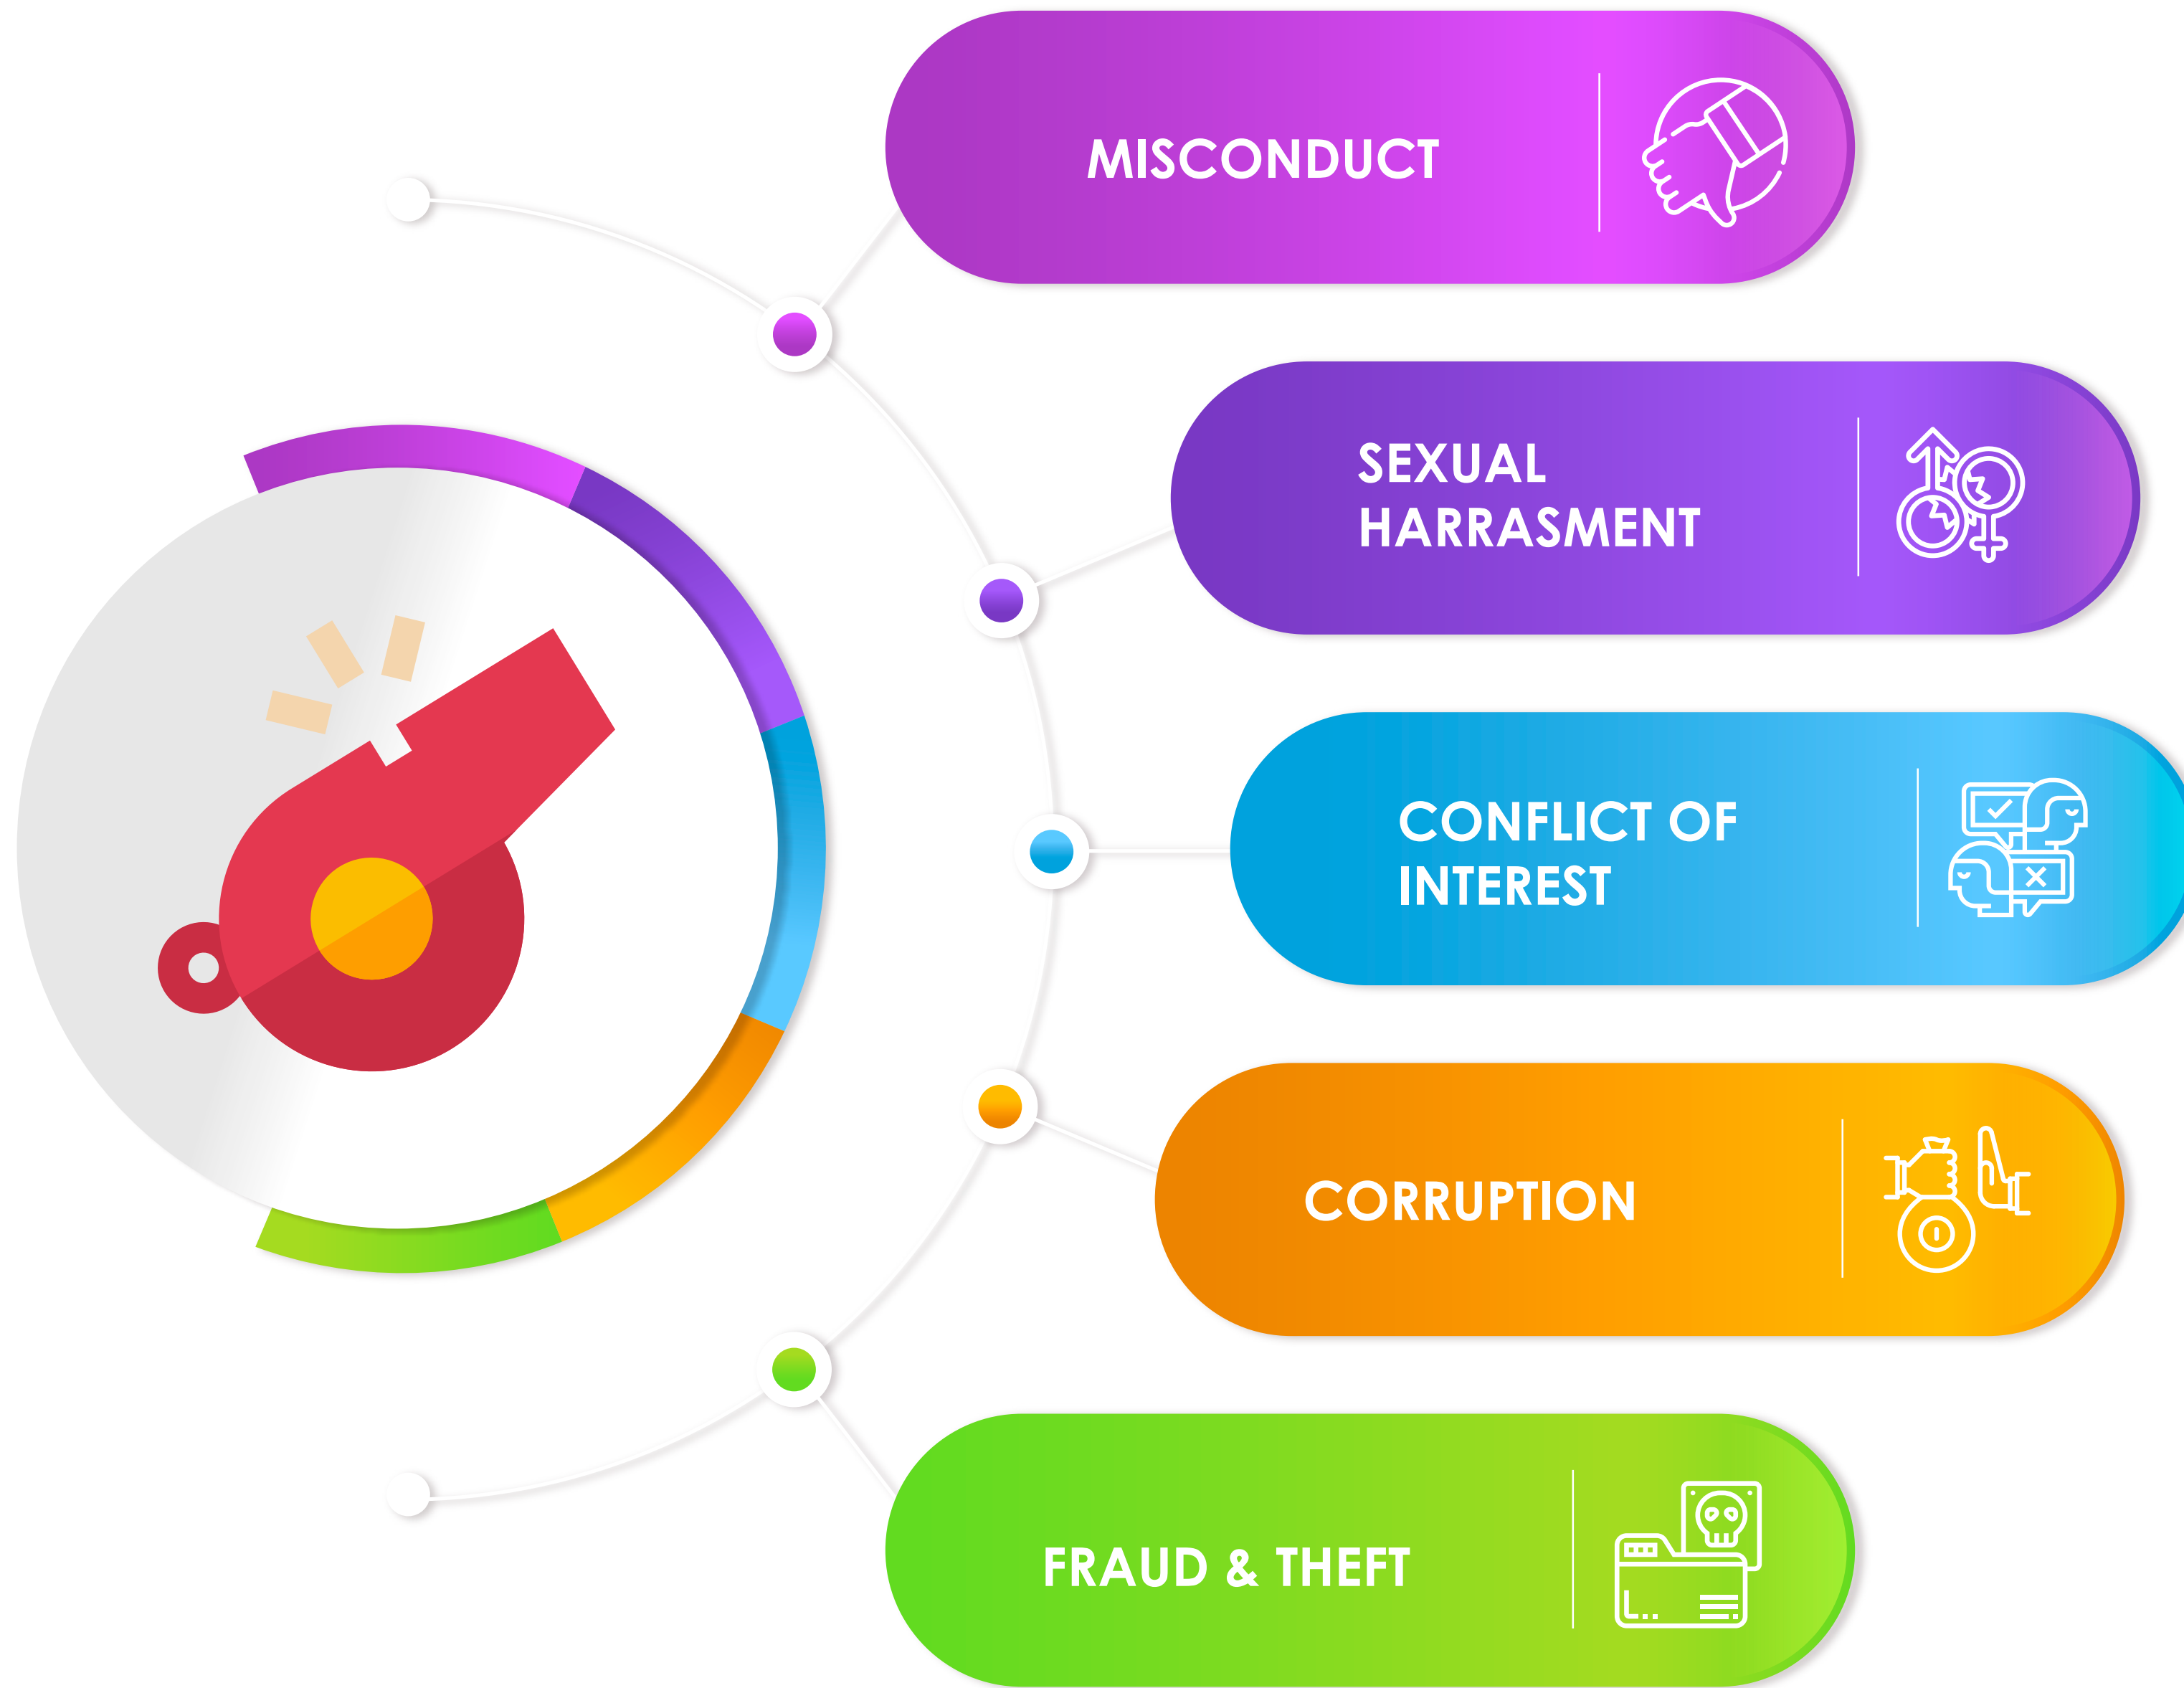 MISCONDUCT
SEXUAL
HARRASMENT
CONFLICT OF
INTEREST
CORRUPTION
FRAUD & THEFT